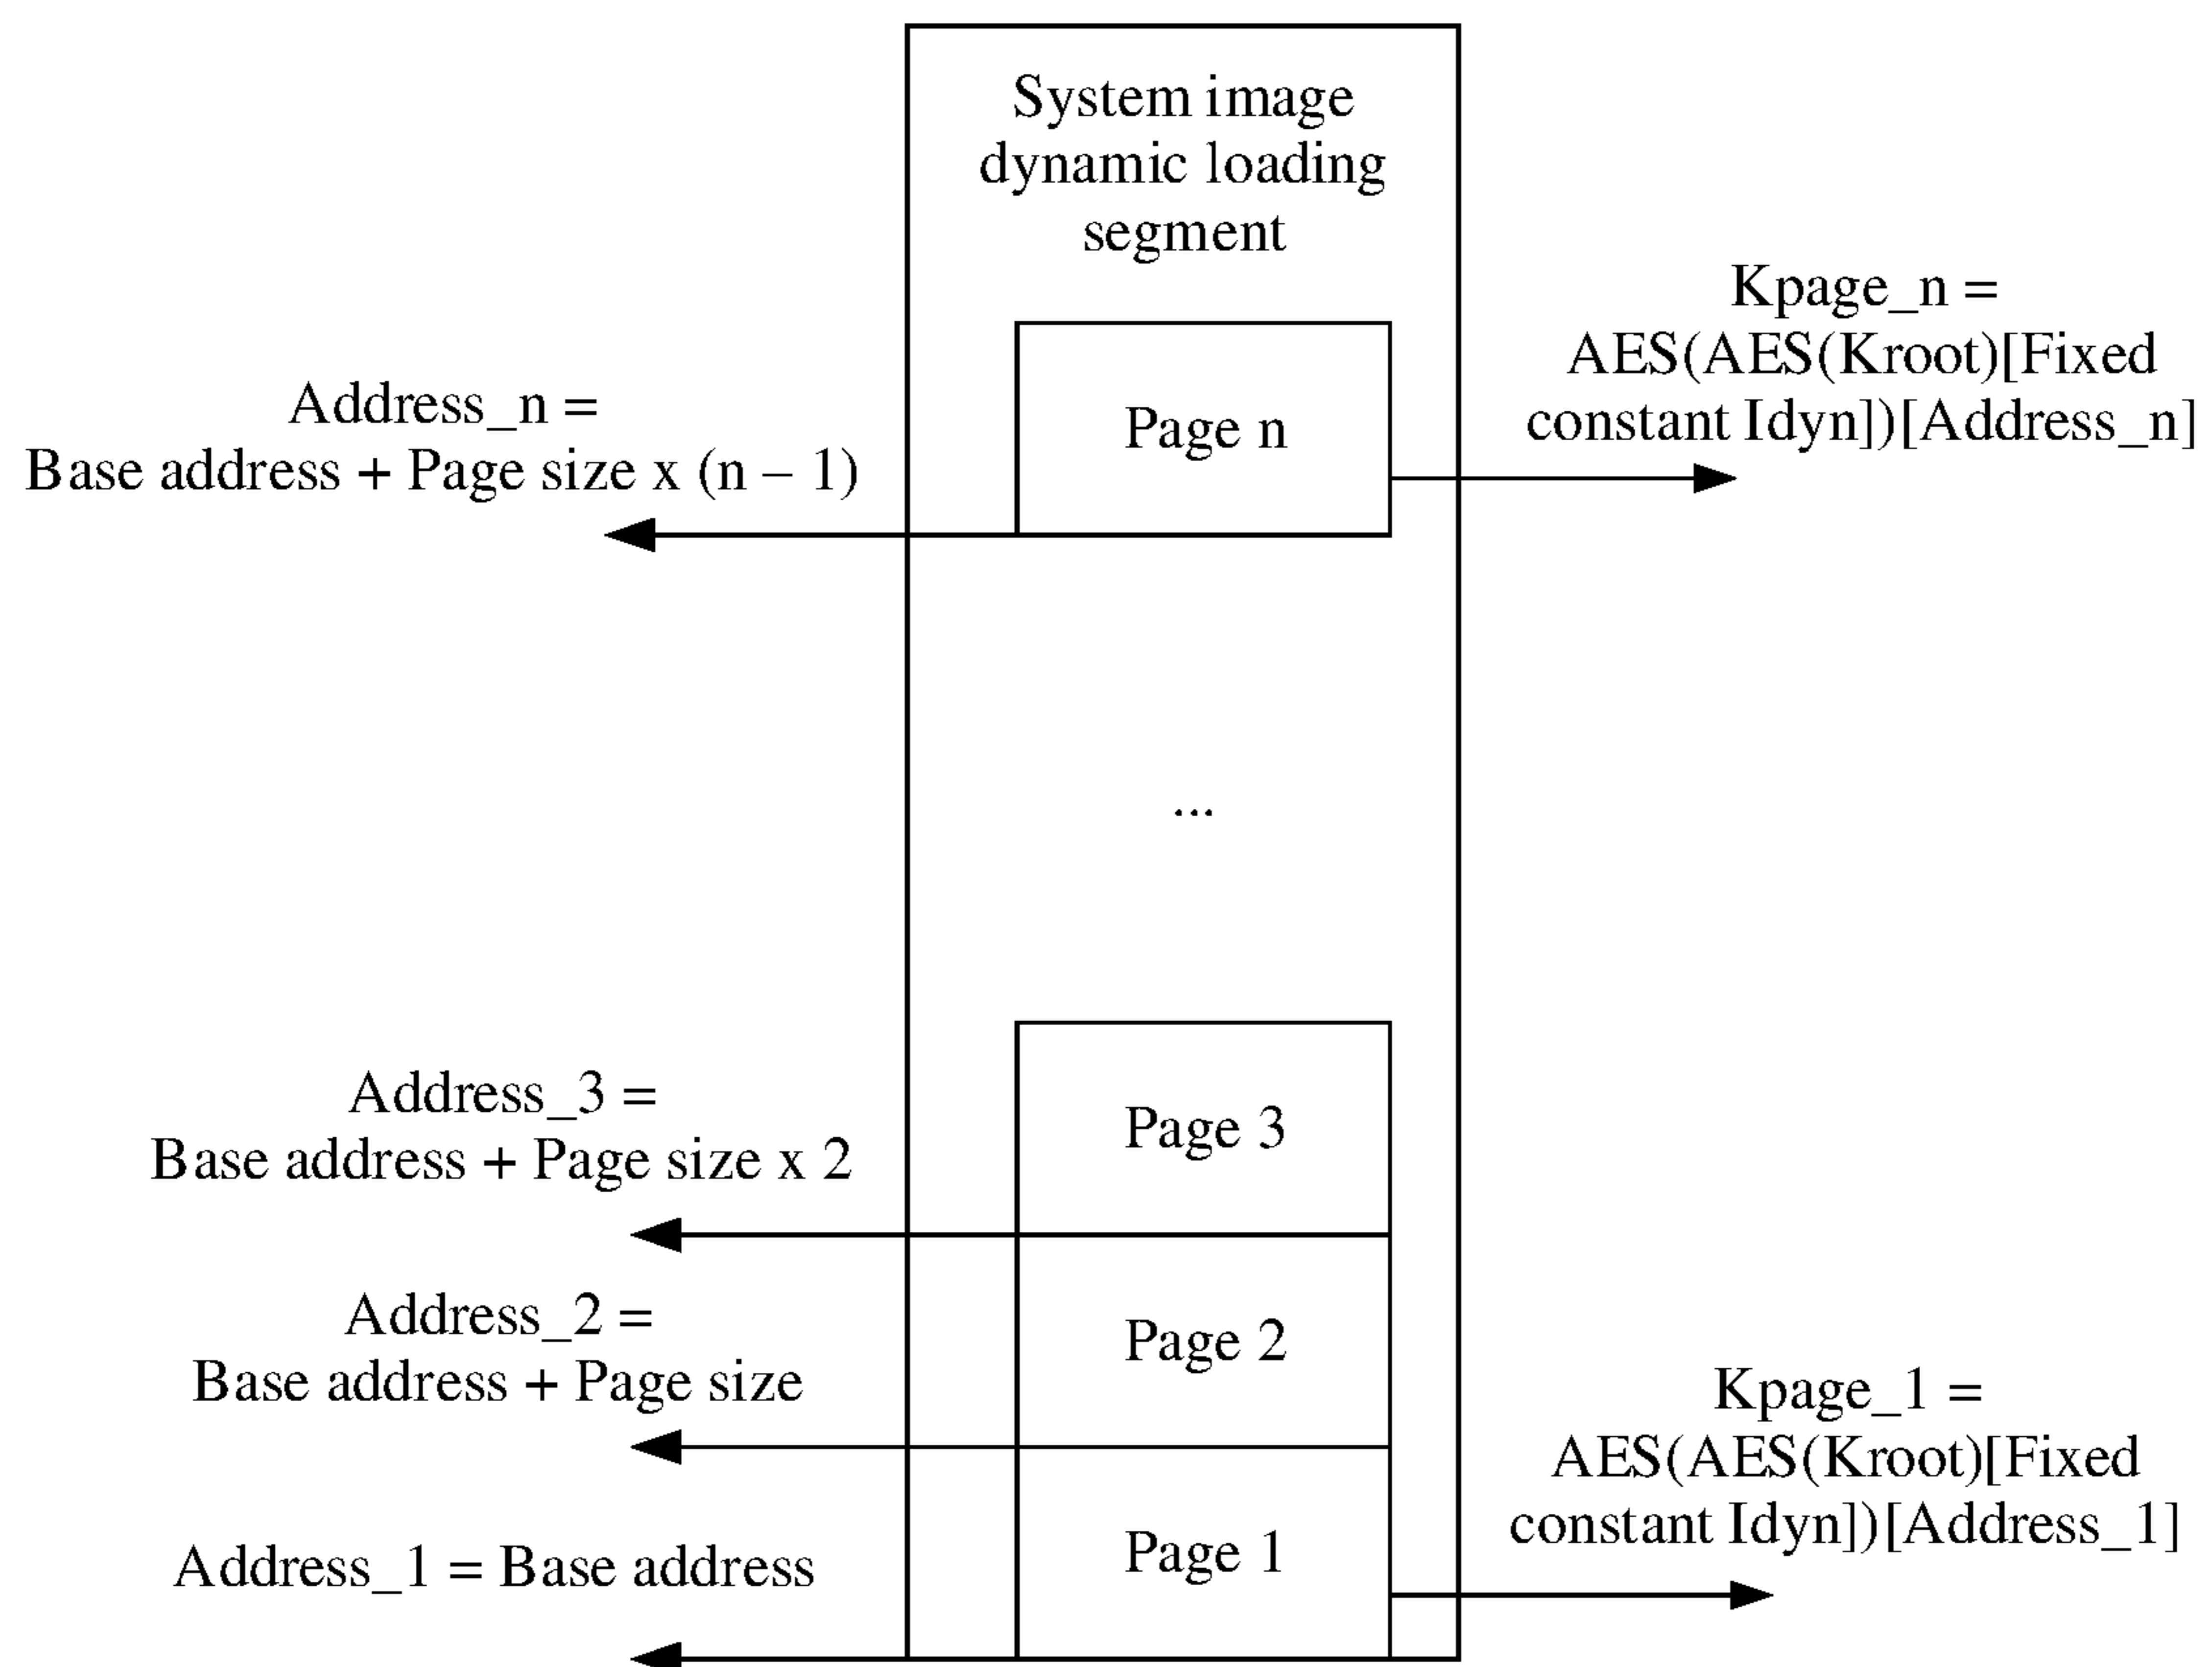 System image
dynamic loading
segment
Kpage_n =
AES(AES(Kroot)[Fixed
constant Idyn])[Address_n]
Address_n =
Base address + Page size x (n – 1)
Page n
...
Address_3 =
Base address + Page size x 2
Page 3
Address_2 =
Base address + Page size
Page 2
Kpage_1 =
AES(AES(Kroot)[Fixed
constant Idyn])[Address_1]
Address_1 = Base address
Page 1